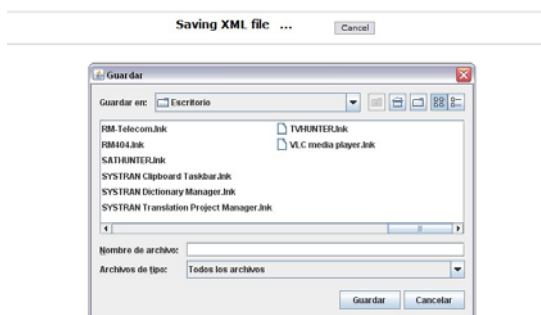 Saving XML file ... Cancel
Guardar
Guardar en: Escritorio
RM-Telecom.lnk TVHUNTER.lnk
RM404.lnk VLC media player.lnk
SATHUNTER.lnk
SYSTRAN Clipboard Taskbar.lnk
SYSTRAN Dictionary Manager.lnk
SYSTRAN Translation Project Manager.lnk
Nombre de archivo:
Archivos de tipo: Todos los archivos
Guardar Cancelar